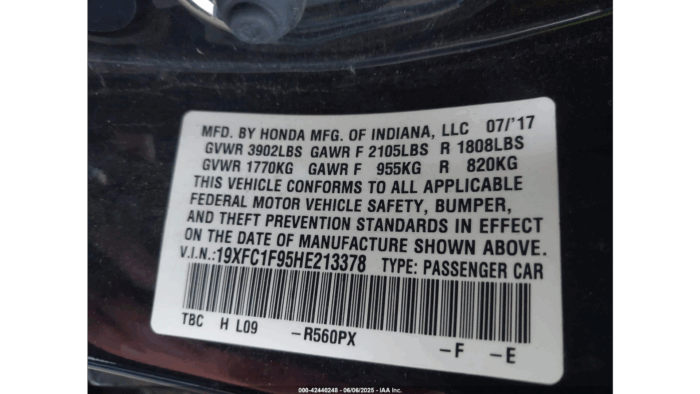 MFD. BY HONDA MFG. OF INDIANA, LLC 07/'17
GVWR 3902LBS GAWR F 2105LBS R 1808LBS
GVWR 1770KG GAWR F 955KG R 820KG
THIS VEHICLE CONFORMS TO ALL APPLICABLE
FEDERAL MOTOR VEHICLE SAFETY, BUMPER,
AND THEFT PREVENTION STANDARDS IN EFFECT
ON THE DATE OF MANUFACTURE SHOWN ABOVE.
V.I.N.:19XFC1F95HE213378 TYPE: PASSENGER CAR
TBC H L09 –R560PX –F –E
000-42440248 - 06/06/2025 - IAA Inc.